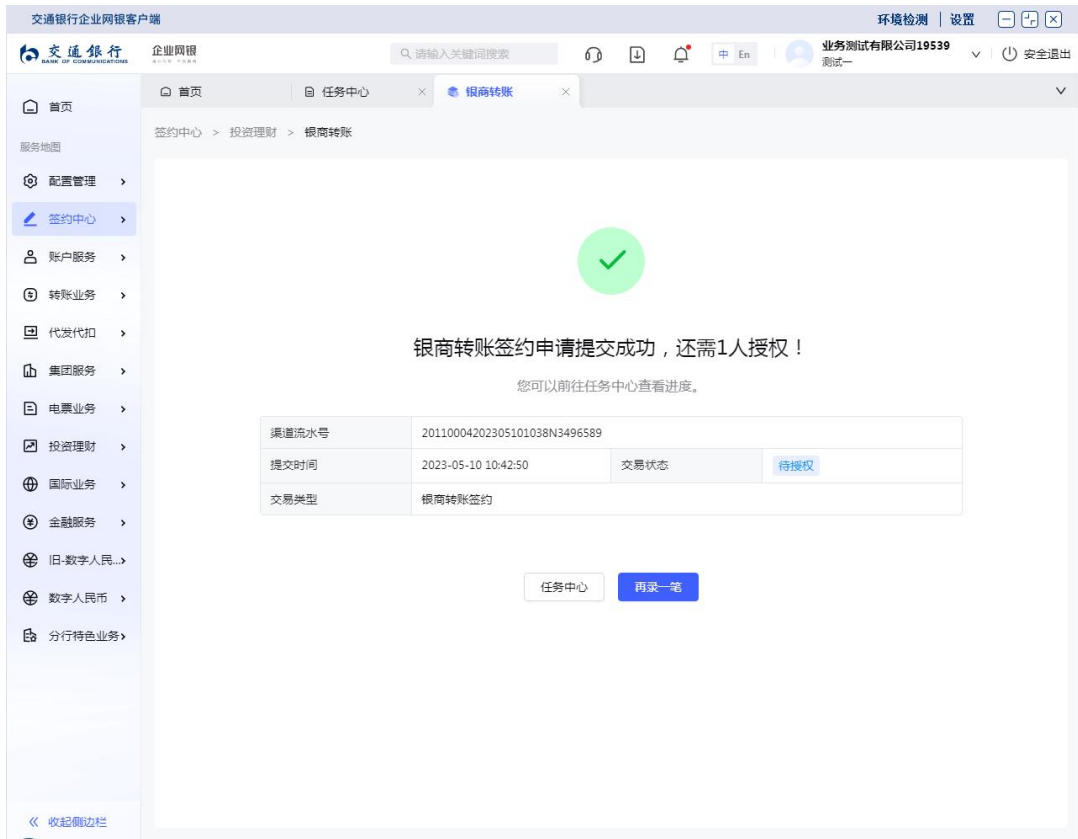 交通银行企业网银客户端
环境检测 | 设置
交通銀行 企业网银
BANK OF COMMUNICATIONS
请输入关键词搜索
中 En
业务测试有限公司19539
测试一
安全退出
首页 任务中心 × 银商转账 ×
签约中心 > 投资理财 > 银商转账
首页
服务地图
配置管理
签约中心
账户服务
转账业务
代发代扣
集团服务
电票业务
投资理财
国际业务
金融服务
旧-数字人民...
数字人民币
分行特色业务
收起侧边栏
银商转账签约申请提交成功，还需1人授权！
您可以前往任务中心查看进度。
渠道流水号 20110004202305101038N3496589
提交时间 2023-05-10 10:42:50 交易状态 待授权
交易类型 银商转账签约
任务中心 再录一笔